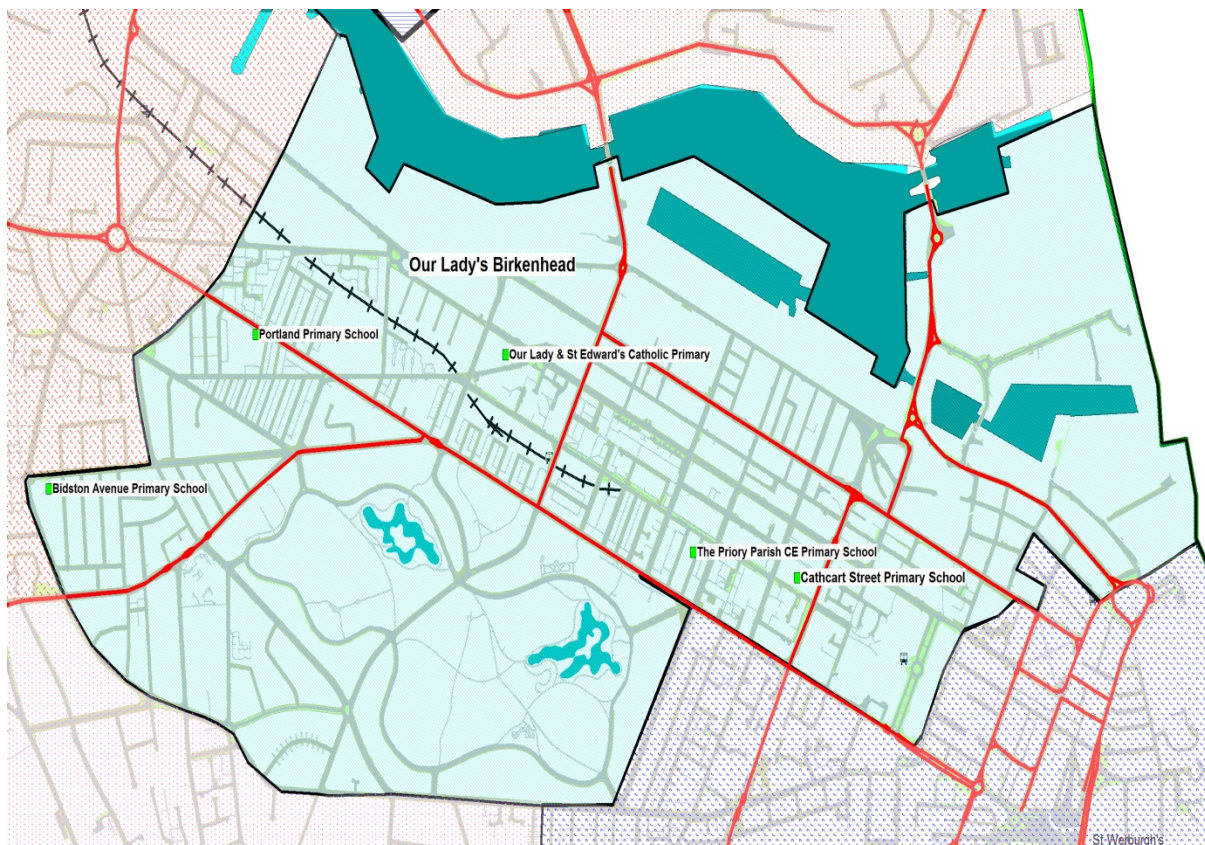 Our Lady's Birkenhead
Portland Primary School
Our Lady & St Edward's Catholic Primary
Bidston Avenue Primary School
The Priory Parish CE Primary School
Cathcart Street Primary School
St Werburgh's